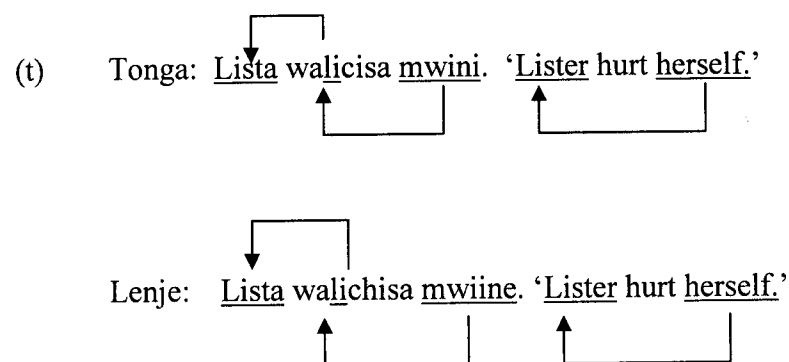 (t) Tonga: Lista walicisa mwini. ‘Lister hurt herself.’
Lenje: Lista walichisa mwiine. ‘Lister hurt herself.’